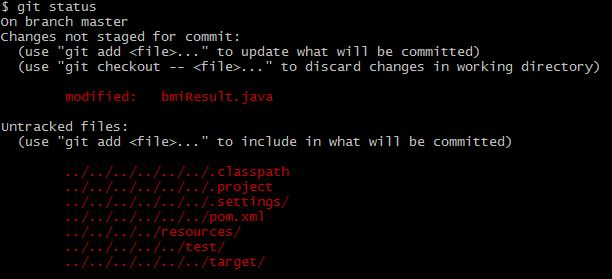 $ git status
On branch master
Changes not staged for commit:
  (use "git add <file>..." to update what will be committed)
  (use "git checkout -- <file>..." to discard changes in working directory)
        modified:   bmiResult.java
Untracked files:
  (use "git add <file>..." to include in what will be committed)
        ../../../../../../.classpath
        ../../../../../../.project
        ../../../../../../.settings/
        ../../../../../../pom.xml
        ../../../../resources/
        ../../../../../test/
        ../../../../../../target/